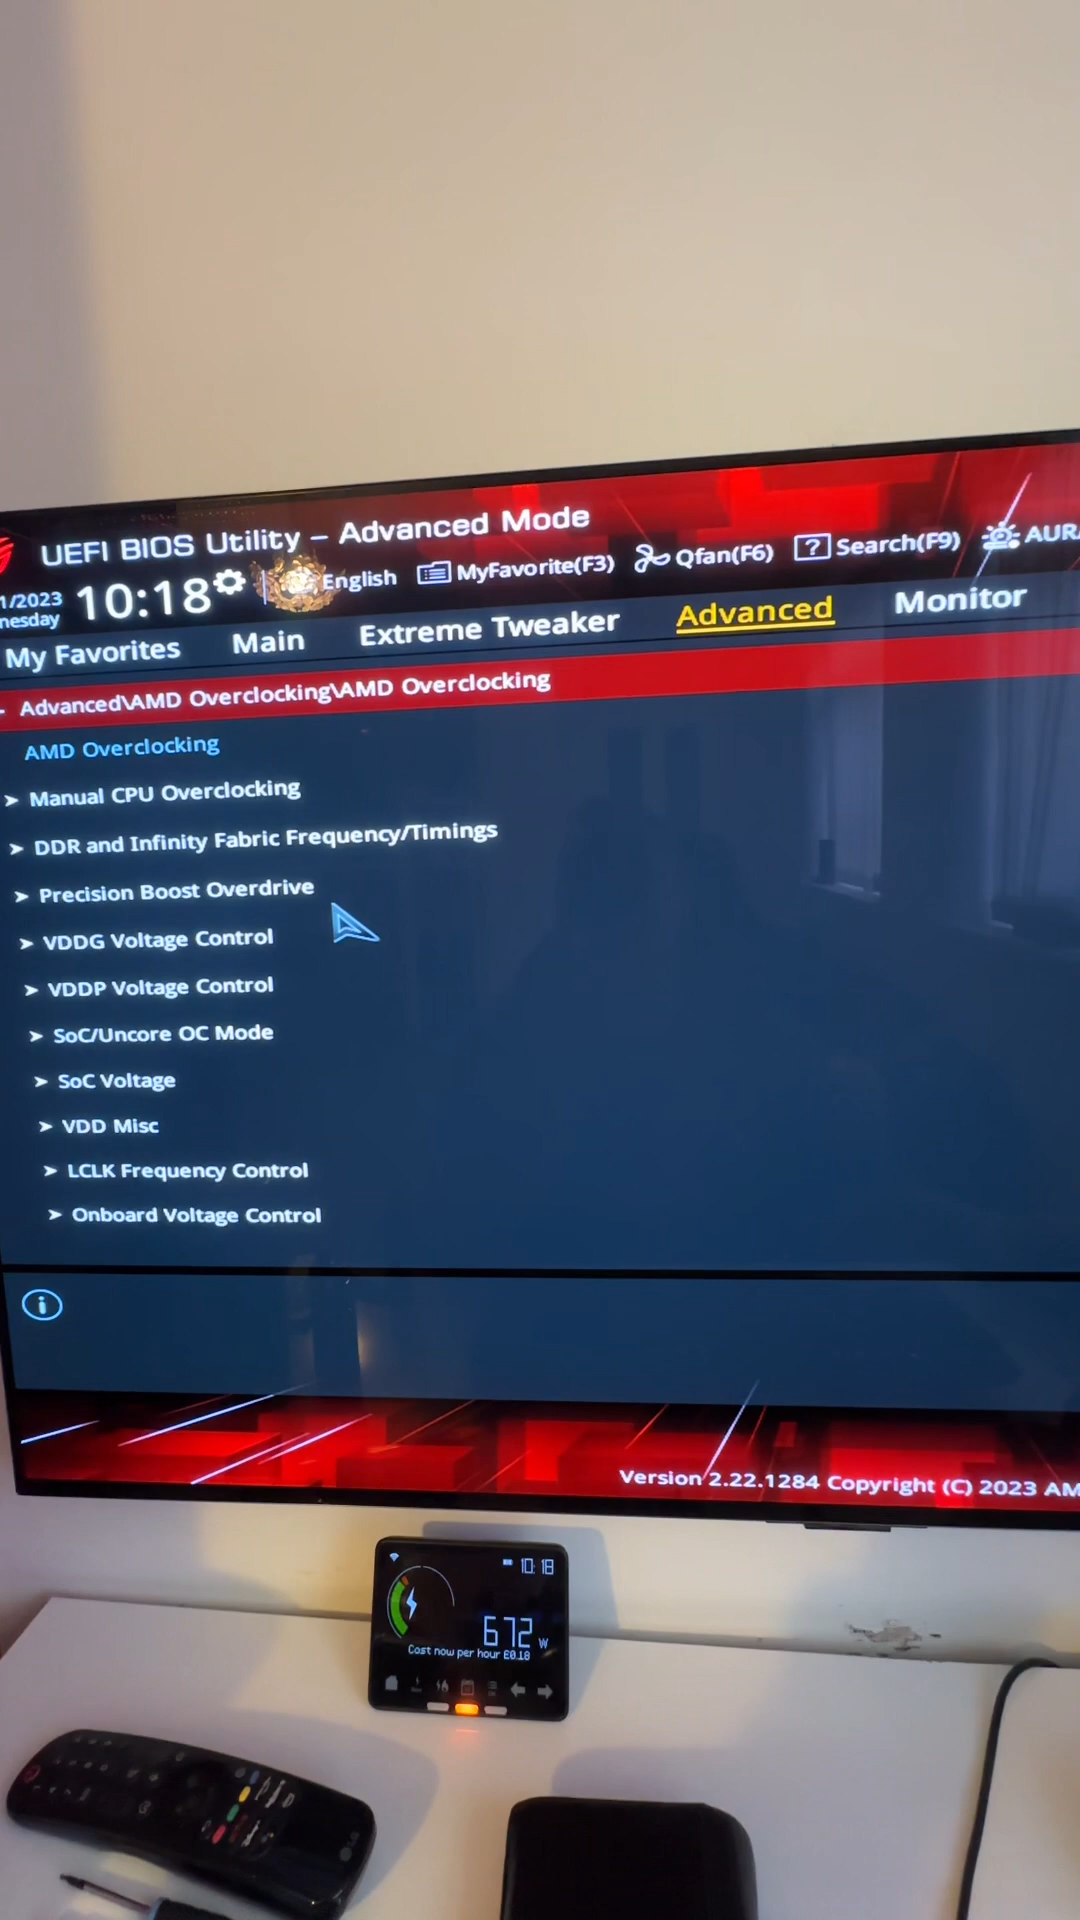 UEFI BIOS Utility – Advanced Mode
1/2023
nesday
10:18
English
MyFavorite(F3)
Qfan(F6)
?
Search(F9)
AURA
My Favorites
Main
Extreme Tweaker
Advanced
Monitor
Advanced\AMD Overclocking\AMD Overclocking
AMD Overclocking
Manual CPU Overclocking
DDR and Infinity Fabric Frequency/Timings
Precision Boost Overdrive
VDDG Voltage Control
VDDP Voltage Control
SoC/Uncore OC Mode
SoC Voltage
VDD Misc
LCLK Frequency Control
Onboard Voltage Control
i
Version 2.22.1284 Copyright (C) 2023 AM
10:18
672 W
Cost now per hour £0.18
LG